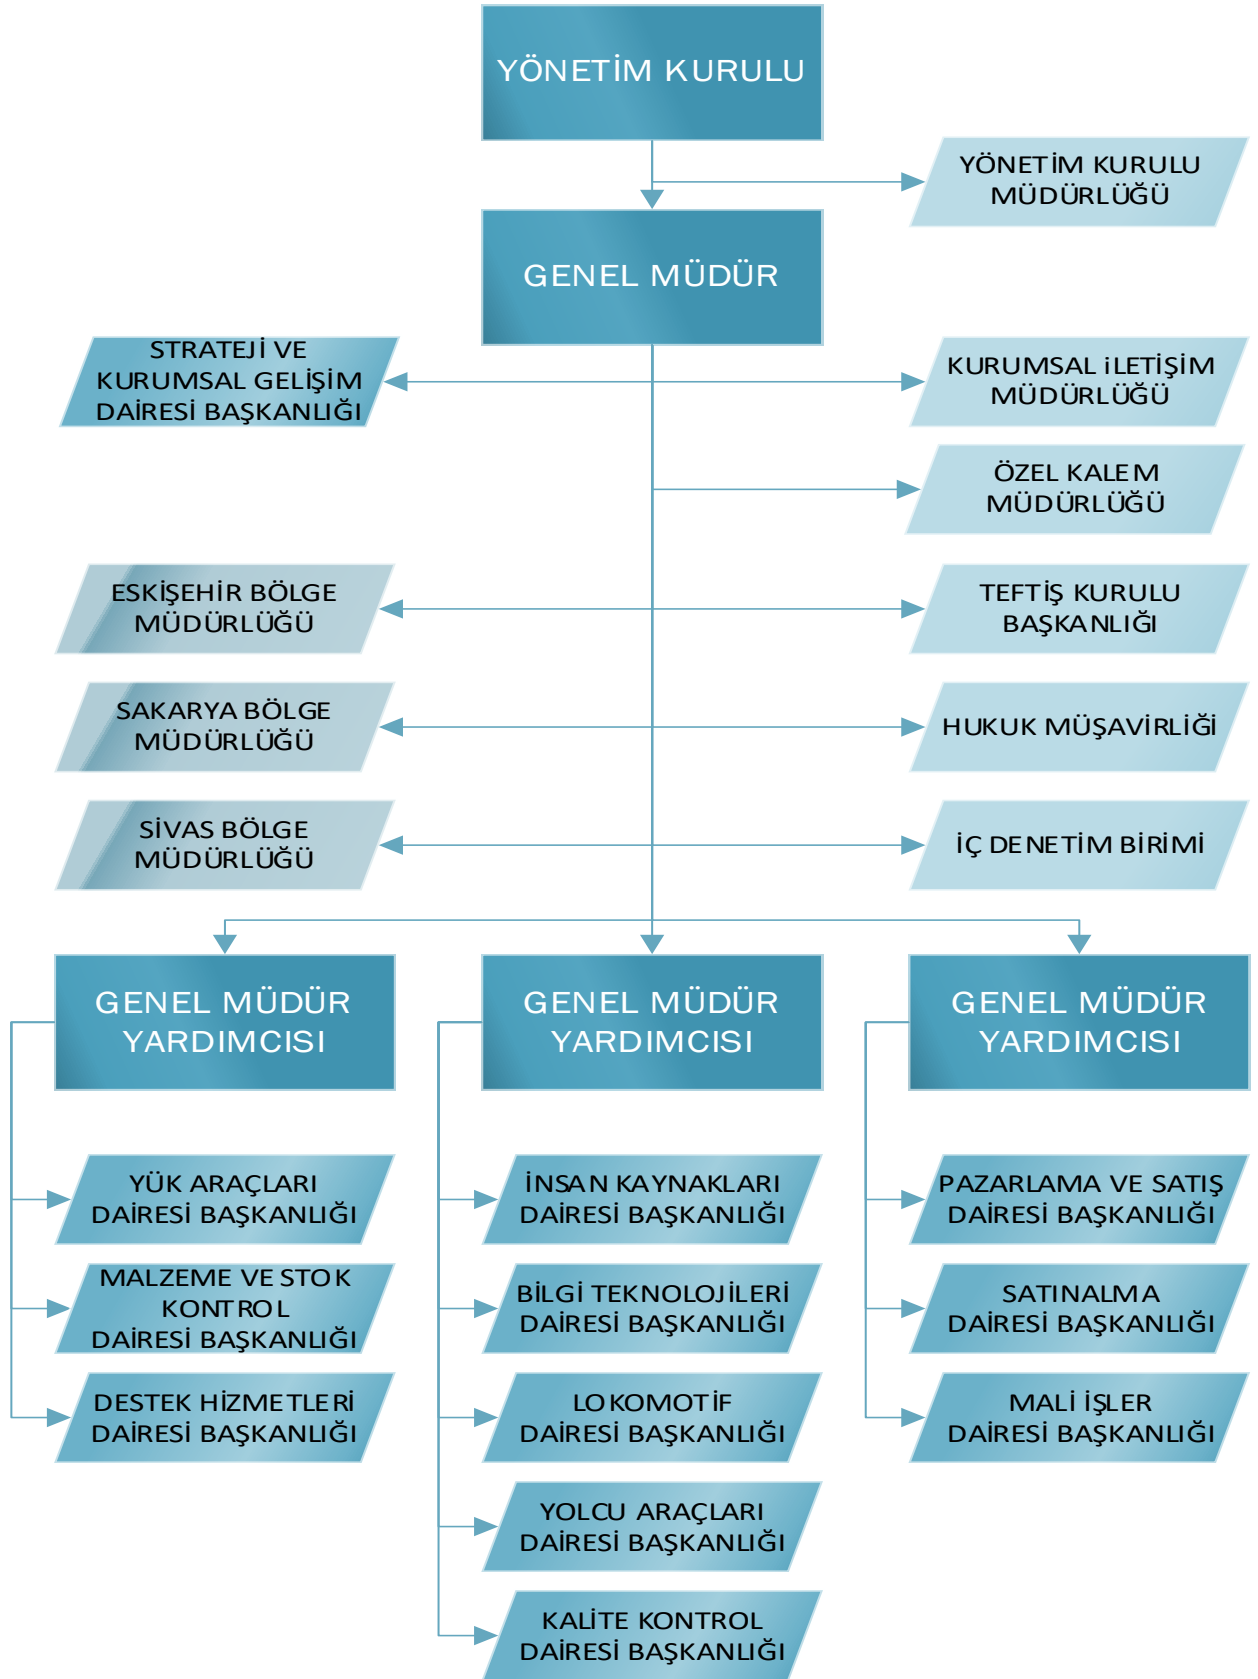 YÖNETİM KURULU
YÖNETİM KURULU
MÜDÜRLÜĞÜ
GENEL MÜDÜR
STRATEJİ VE
KURUMSAL GELİŞİM
DAİRESİ BAŞKANLIĞI
KURUMSAL iLETİŞİM
MÜDÜRLÜĞÜ
ÖZEL KALEM
MÜDÜRLÜĞÜ
ESKİŞEHİR BÖLGE
MÜDÜRLÜĞÜ
TEFTİŞ KURULU
BAŞKANLIĞI
SAKARYA BÖLGE
MÜDÜRLÜĞÜ
HUKUK MÜŞAVİRLİĞİ
SİVAS BÖLGE
MÜDÜRLÜĞÜ
İÇ DENETİM BİRİMİ
GENEL MÜDÜR
YARDIMCISI
GENEL MÜDÜR
YARDIMCISI
GENEL MÜDÜR
YARDIMCISI
YÜK ARAÇLARI
DAİRESİ BAŞKANLIĞI
İNSAN KAYNAKLARI
DAİRESİ BAŞKANLIĞI
PAZARLAMA VE SATIŞ
DAİRESİ BAŞKANLIĞI
MALZEME VE STOK
KONTROL
DAİRESİ BAŞKANLIĞI
BİLGİ TEKNOLOJİLERİ
DAİRESİ BAŞKANLIĞI
SATINALMA
DAİRESİ BAŞKANLIĞI
DESTEK HİZMETLERİ
DAİRESİ BAŞKANLIĞI
LOKOMOTİF
DAİRESİ BAŞKANLIĞI
MALİ İŞLER
DAİRESİ BAŞKANLIĞI
YOLCU ARAÇLARI
DAİRESİ BAŞKANLIĞI
KALİTE KONTROL
DAİRESİ BAŞKANLIĞI